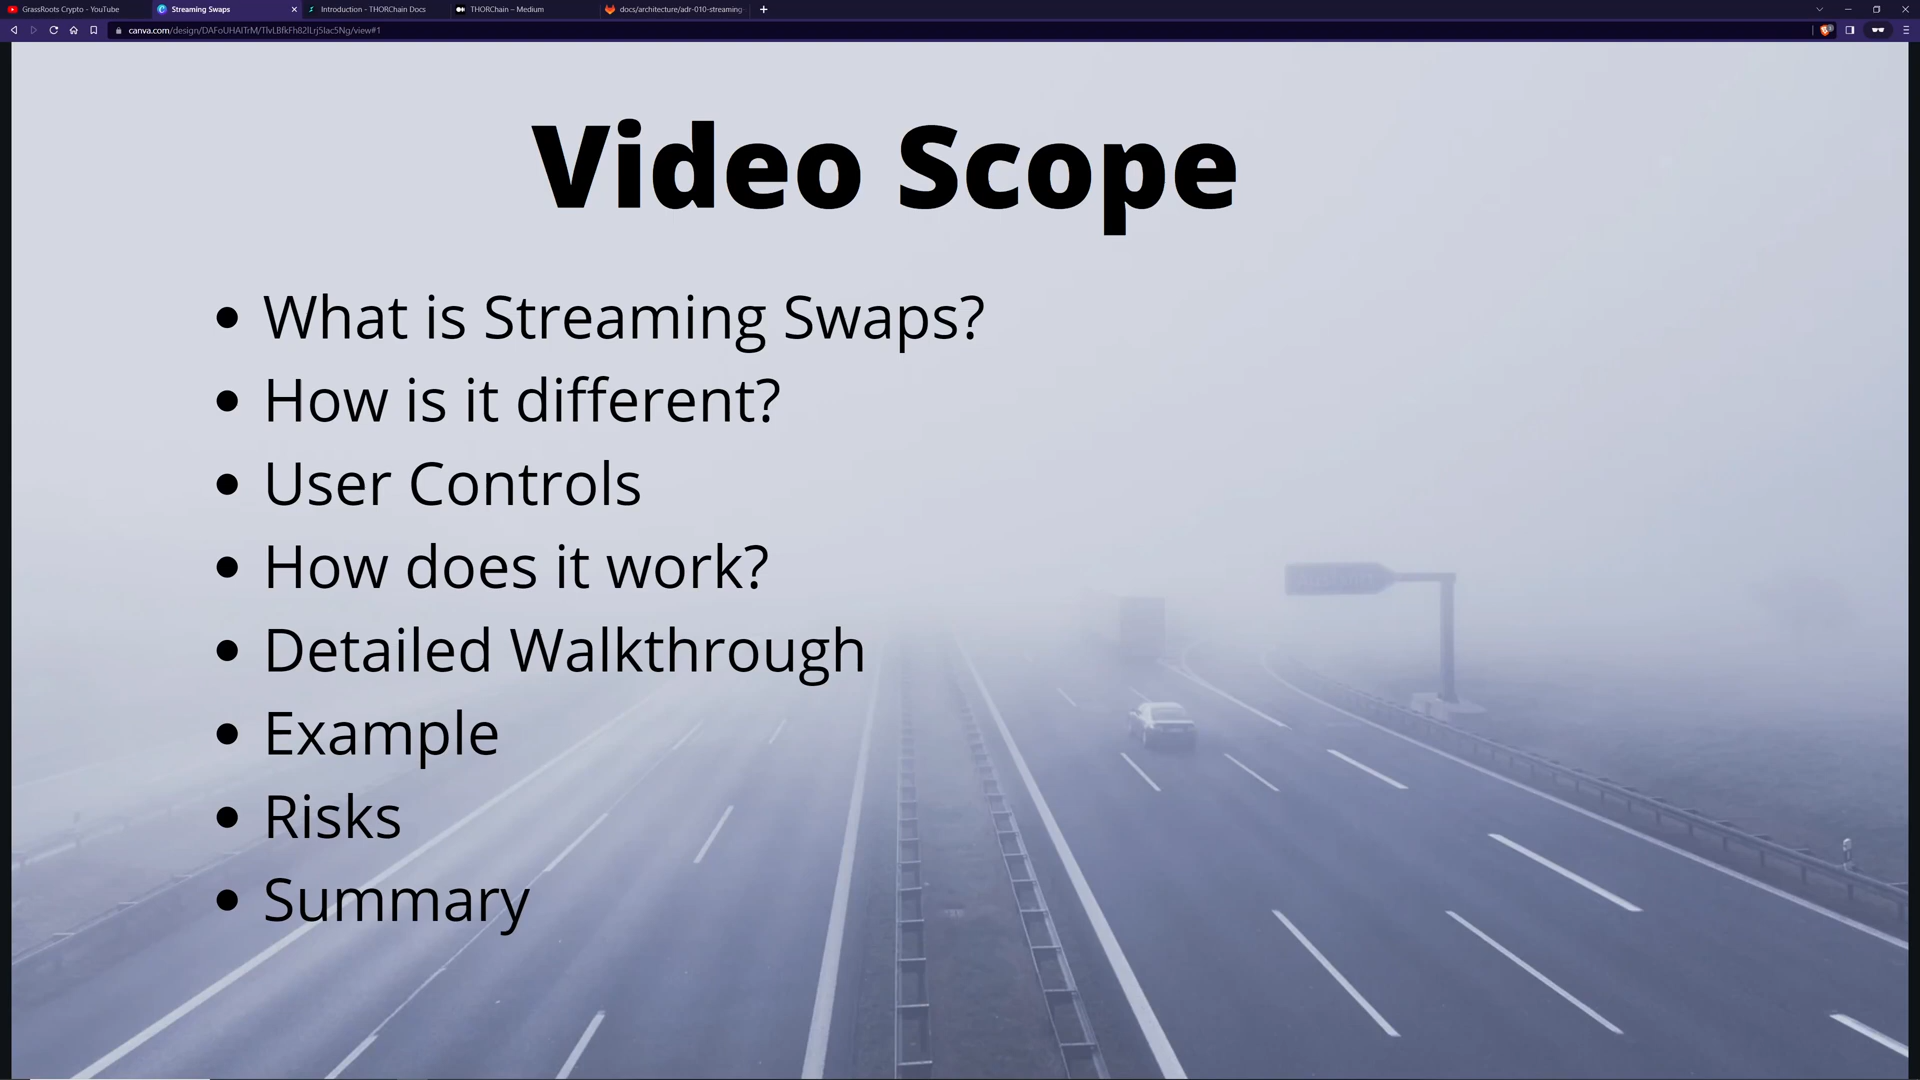 GrassRoots Crypto - YouTube
Streaming Swaps
Introduction - THORChain Docs
THORChain – Medium
docs/architecture/adr-010-streaming
Video Scope
• What is Streaming Swaps?
• How is it different?
• User Controls
• How does it work?
• Detailed Walkthrough
• Example
• Risks
• Summary